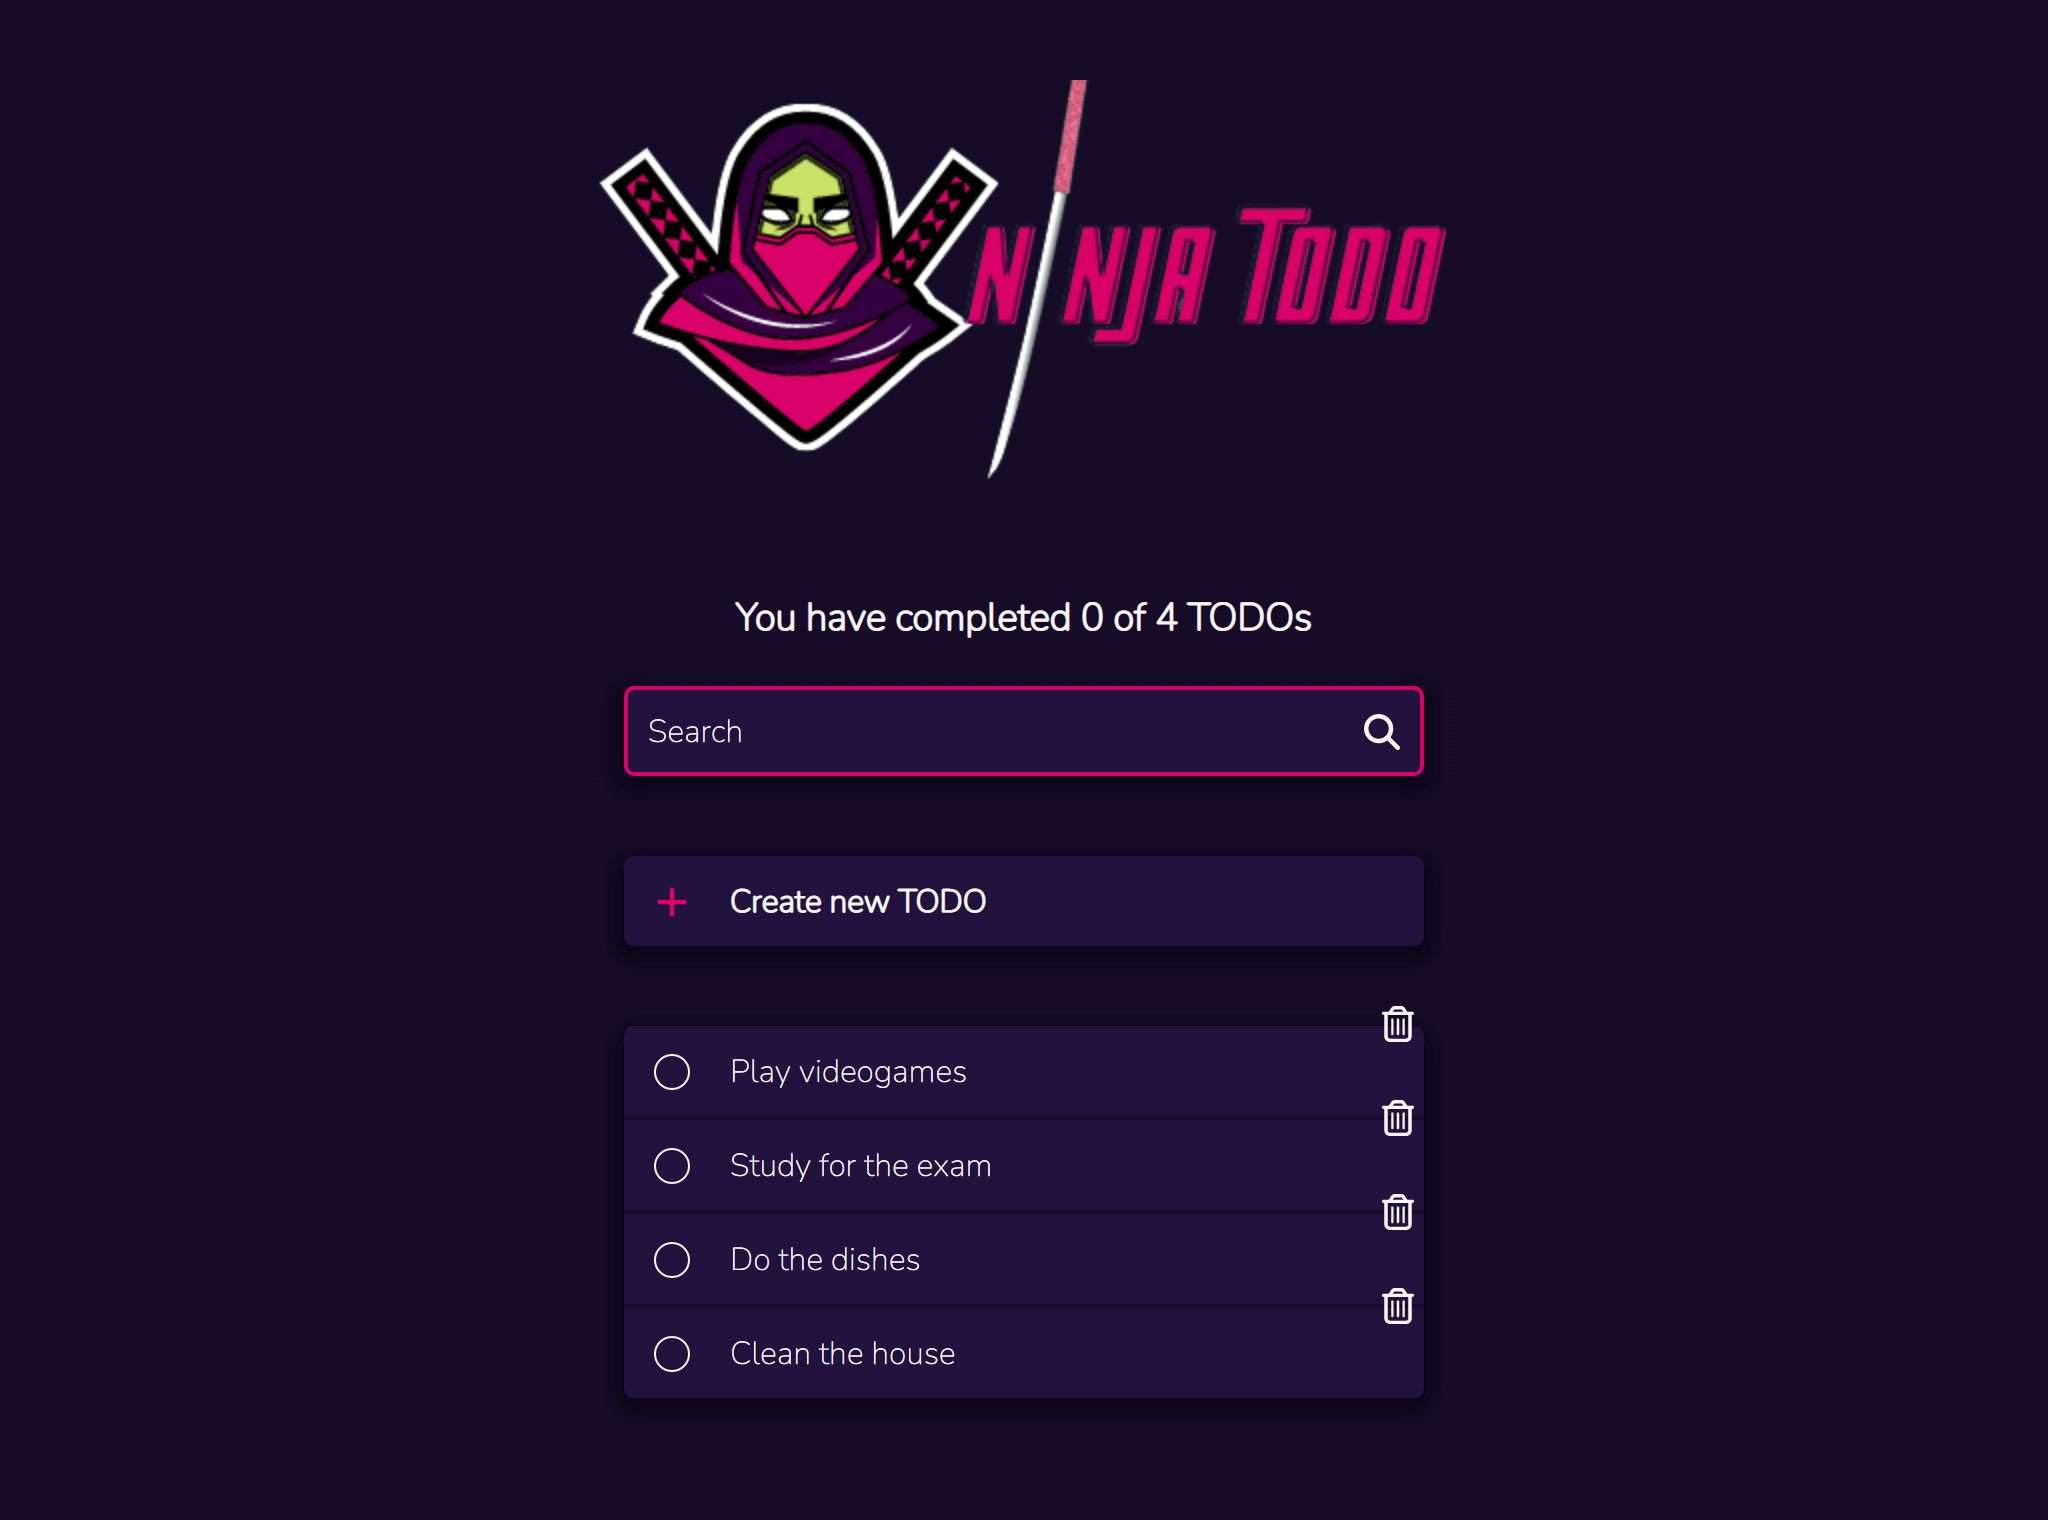 Ninja Todo
You have completed 0 of 4 TODOs
Search
Create new TODO
Play videogames
Study for the exam
Do the dishes
Clean the house